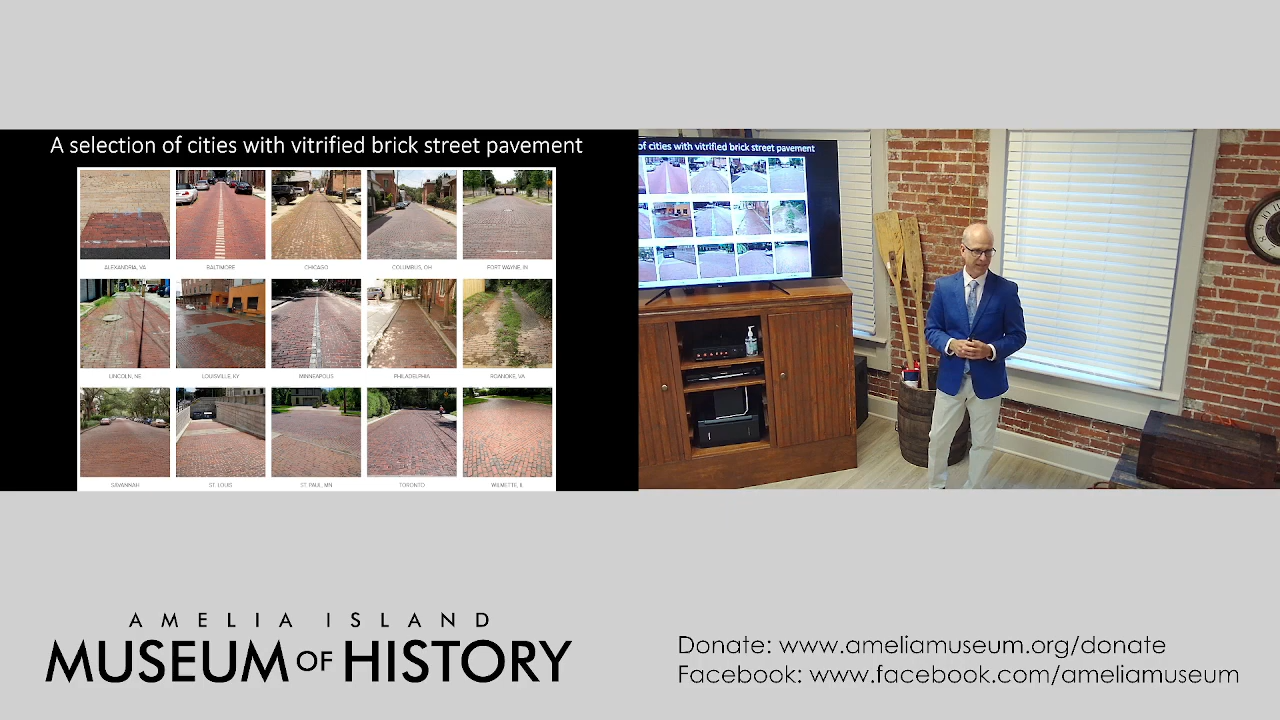 A selection of cities with vitrified brick street pavement
ALEXANDRIA, VA
BALTIMORE
CHICAGO
COLUMBUS, OH
FORT WAYNE, IN
LINCOLN, NE
LOUISVILLE, KY
MINNEAPOLIS
PHILADELPHIA
ROANOKE, VA
SAVANNAH
ST. LOUIS
ST. PAUL, MN
TORONTO
WILMETTE, IL
of cities with vitrified brick street pavement
AMELIA ISLAND
MUSEUM OF HISTORY
Donate: www.ameliamuseum.org/donate
Facebook: www.facebook.com/ameliamuseum